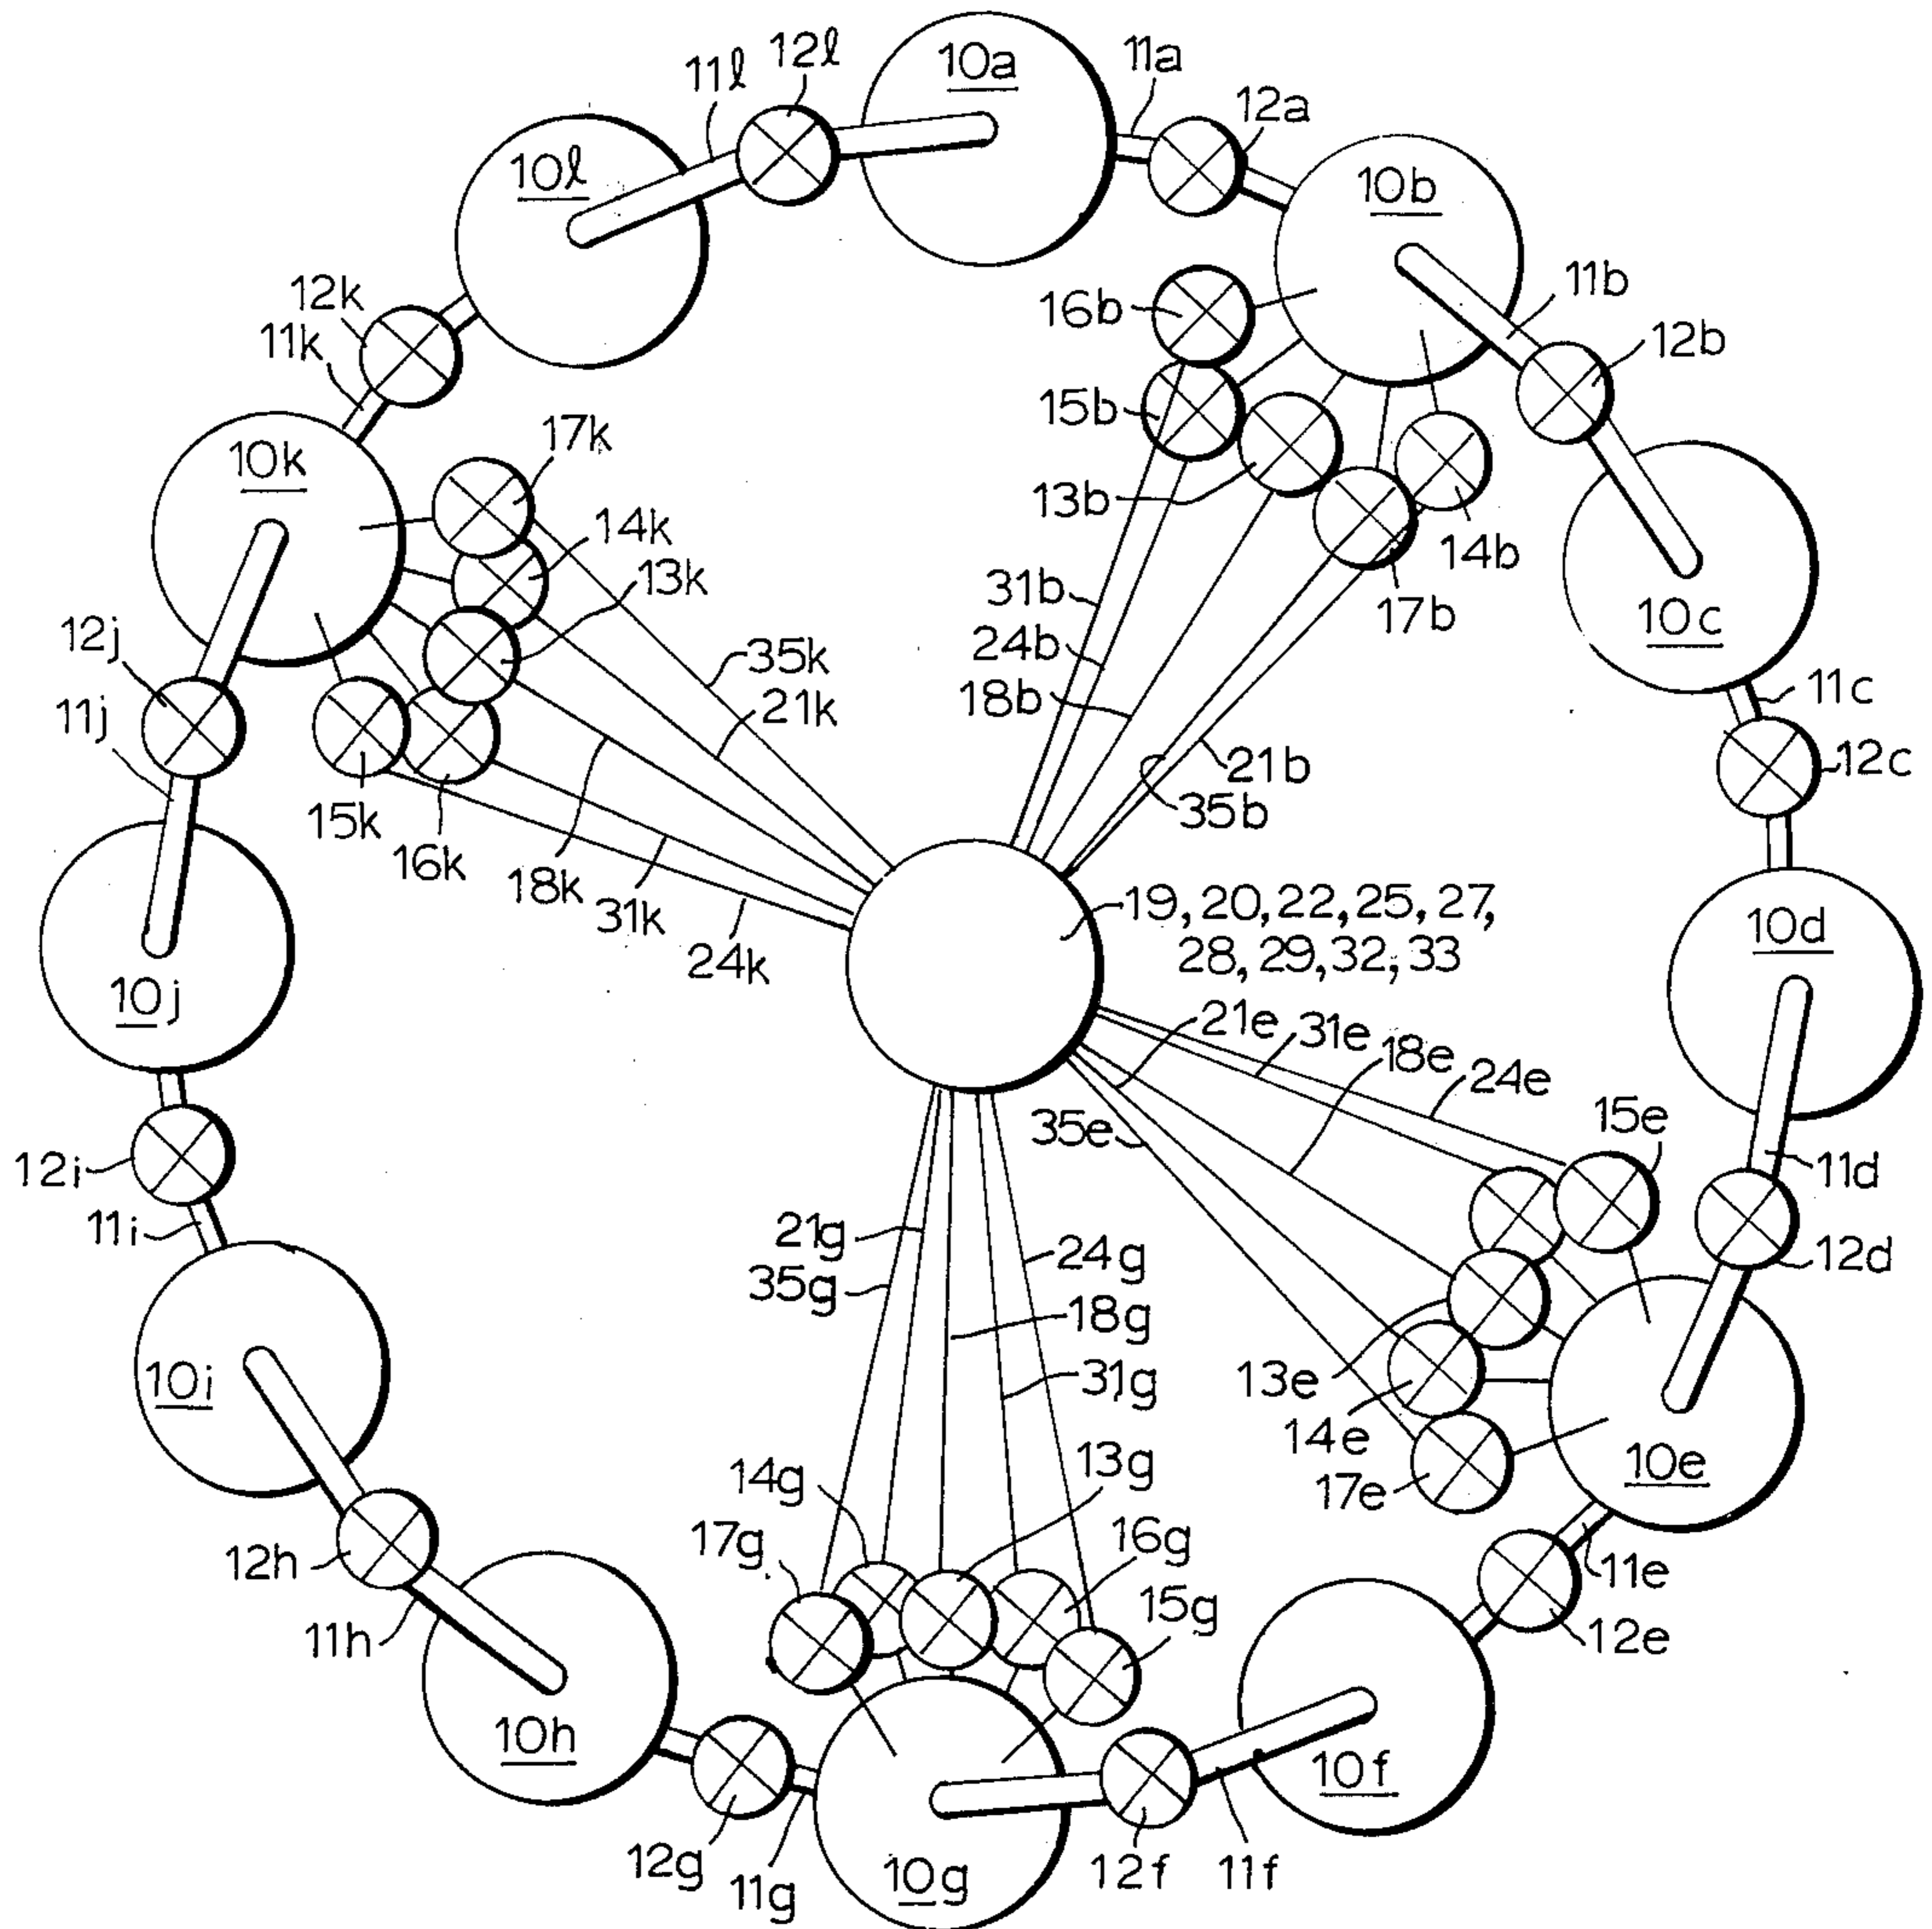 12l
11l
10a
11a
12a
10l
10b
12k
11k
16b
11b
12b
15b
17k
10k
13b
14k
14b
13k
31b
17b
10c
12j
24b
35k
18b
11j
21k
11c
21b
12c
15k
35b
16k
18k
31k
19, 20, 22, 25, 27,
28, 29, 32, 33
10d
24k
10j
21e
31e
18e
24e
35e
15e
12i
11d
11i
21g
24g
12d
35g
18g
31g
10i
13e
14e
13g
10e
14g
17e
17g
16g
12h
11e
15g
12e
11h
10h
10f
12g
11g
10g
12f
11f